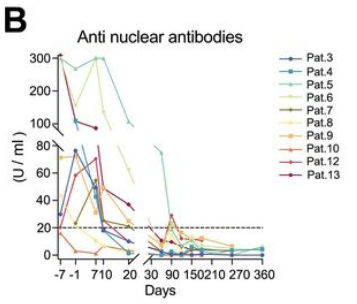 B
Anti nuclear antibodies
300
200
100
80
60
40
20
0
(U / ml)
-7 -1 7 10 20 30 90 150 210 270 360
Days
Pat.3
Pat.4
Pat.5
Pat.6
Pat.7
Pat.8
Pat.9
Pat.10
Pat.12
Pat.13